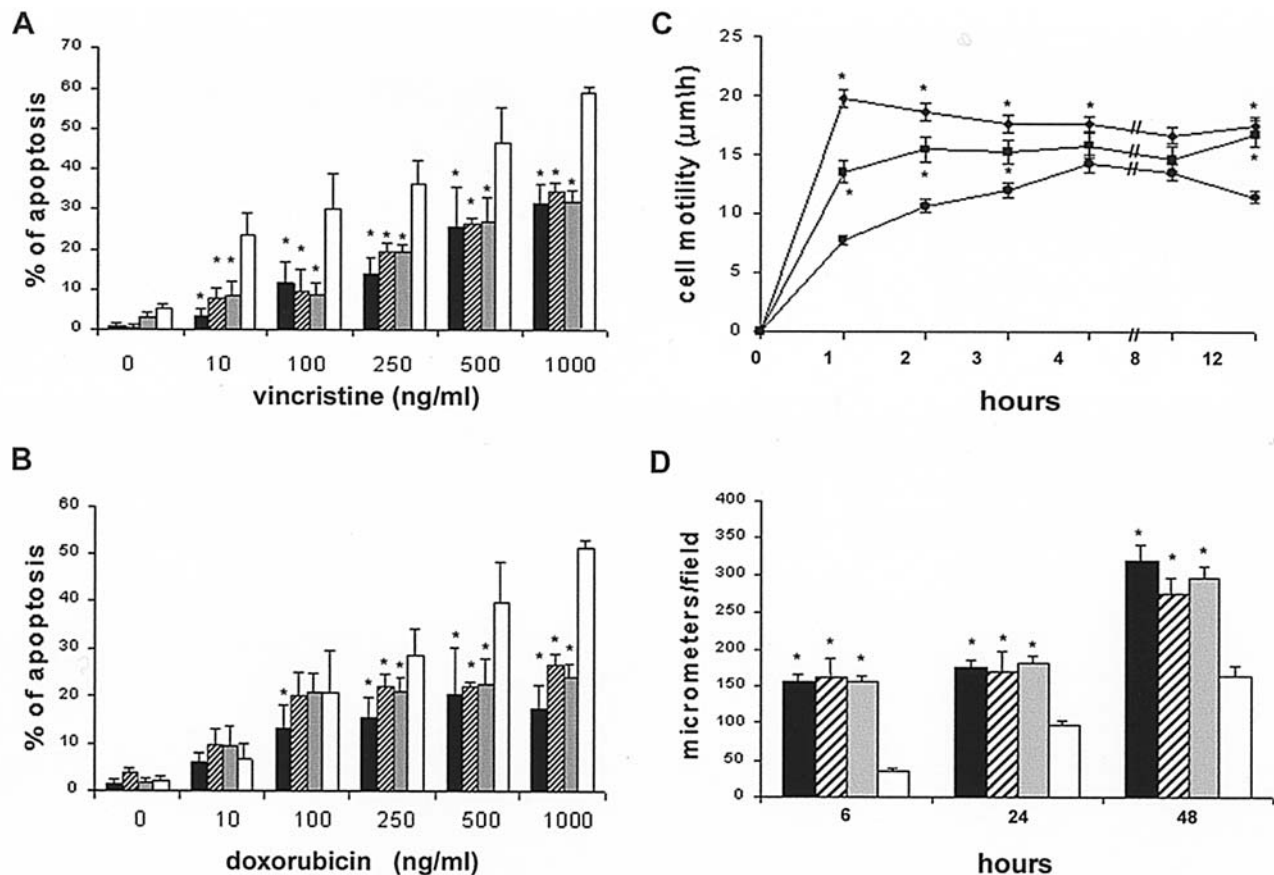 A
% of apoptosis
70
60
50
40
30
20
10
0
* * *
* * *
* * *
* * *
* * *
0 10 100 250 500 1000
vincristine (ng/ml)
B
% of apoptosis
60
50
40
30
20
10
0
*
* * *
* * *
* * *
0 10 100 250 500 1000
doxorubicin (ng/ml)
C
cell motility (µm\h)
25
20
15
10
5
0
* * * * *
* * * *
// // // //
0 1 2 3 4 8 12
hours
D
micrometers/field
400
350
300
250
200
150
100
50
0
* * *
* * *
* * *
6 24 48
hours